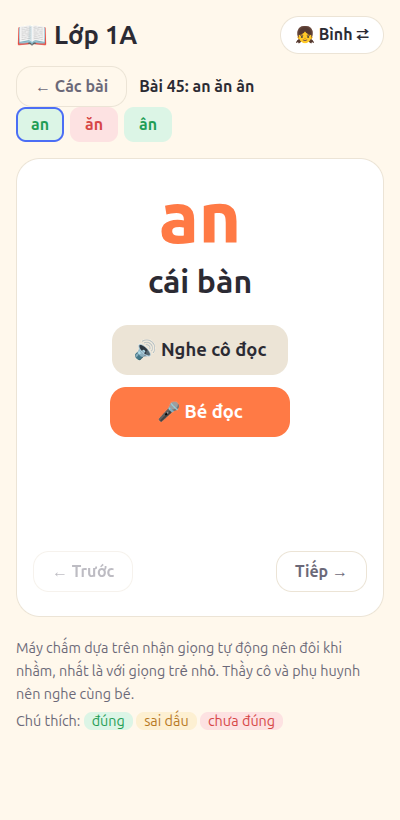 📖 Lớp 1A
👧 Bình ⇄
← Các bài
Bài 45: an ăn ân
an ăn ân
an
cái bàn
🔊 Nghe cô đọc
🎤 Bé đọc
← Trước
Tiếp →
Máy chấm dựa trên nhận giọng tự động nên đôi khi
nhầm, nhất là với giọng trẻ nhỏ. Thầy cô và phụ huynh
nên nghe cùng bé.
Chú thích: đúng sai dấu chưa đúng